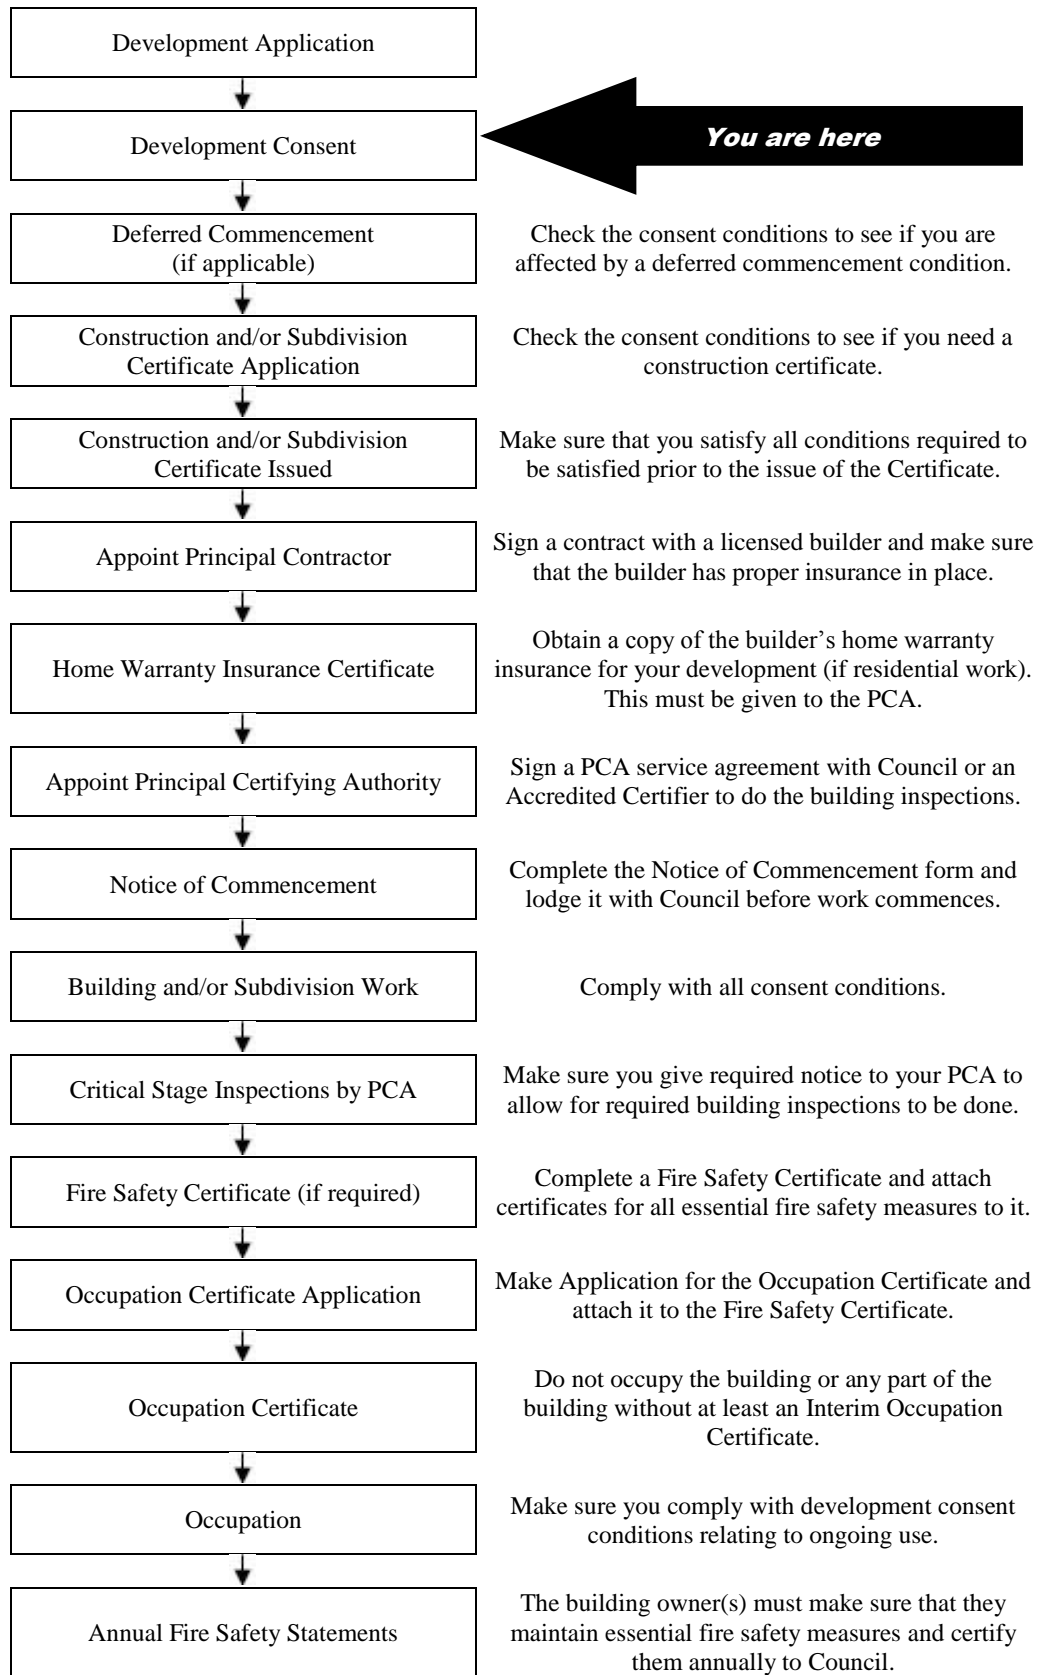 Development Application
Development Consent
You are here
Deferred Commencement
(if applicable)
Check the consent conditions to see if you are
affected by a deferred commencement condition.
Construction and/or Subdivision
Certificate Application
Check the consent conditions to see if you need a
construction certificate.
Construction and/or Subdivision
Certificate Issued
Make sure that you satisfy all conditions required to
be satisfied prior to the issue of the Certificate.
Appoint Principal Contractor
Sign a contract with a licensed builder and make sure
that the builder has proper insurance in place.
Home Warranty Insurance Certificate
Obtain a copy of the builder’s home warranty
insurance for your development (if residential work).
This must be given to the PCA.
Appoint Principal Certifying Authority
Sign a PCA service agreement with Council or an
Accredited Certifier to do the building inspections.
Notice of Commencement
Complete the Notice of Commencement form and
lodge it with Council before work commences.
Building and/or Subdivision Work
Comply with all consent conditions.
Critical Stage Inspections by PCA
Make sure you give required notice to your PCA to
allow for required building inspections to be done.
Fire Safety Certificate (if required)
Complete a Fire Safety Certificate and attach
certificates for all essential fire safety measures to it.
Occupation Certificate Application
Make Application for the Occupation Certificate and
attach it to the Fire Safety Certificate.
Occupation Certificate
Do not occupy the building or any part of the
building without at least an Interim Occupation
Certificate.
Occupation
Make sure you comply with development consent
conditions relating to ongoing use.
Annual Fire Safety Statements
The building owner(s) must make sure that they
maintain essential fire safety measures and certify
them annually to Council.